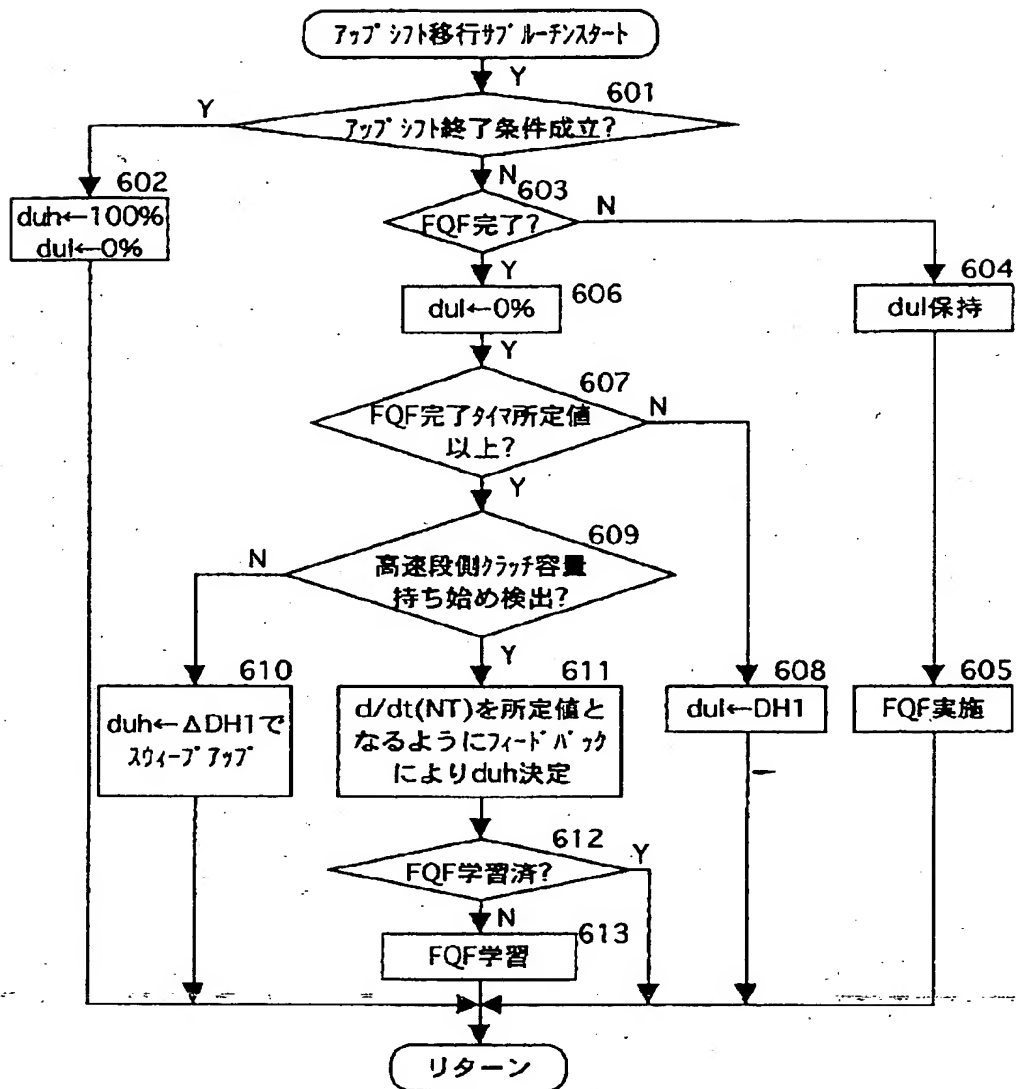 アップシフト移行サブルーチンスタート
Y
601
Y
アップシフト終了条件成立?
N
602
duh←100%
dul←0%
603
FQF完了?
N
Y
604
dul保持
606
dul←0%
Y
607
FQF完了タイマ所定値
以上?
N
Y
609
高速段側クラッチ容量
持ち始め検出?
N
Y
610
duh←ΔDH1で
スウィープアップ
611
d/dt(NT)を所定値と
なるようにフィードバック
によりduh決定
608
dul←DH1
605
FQF実施
612
FQF学習済?
Y
N
613
FQF学習
リターン